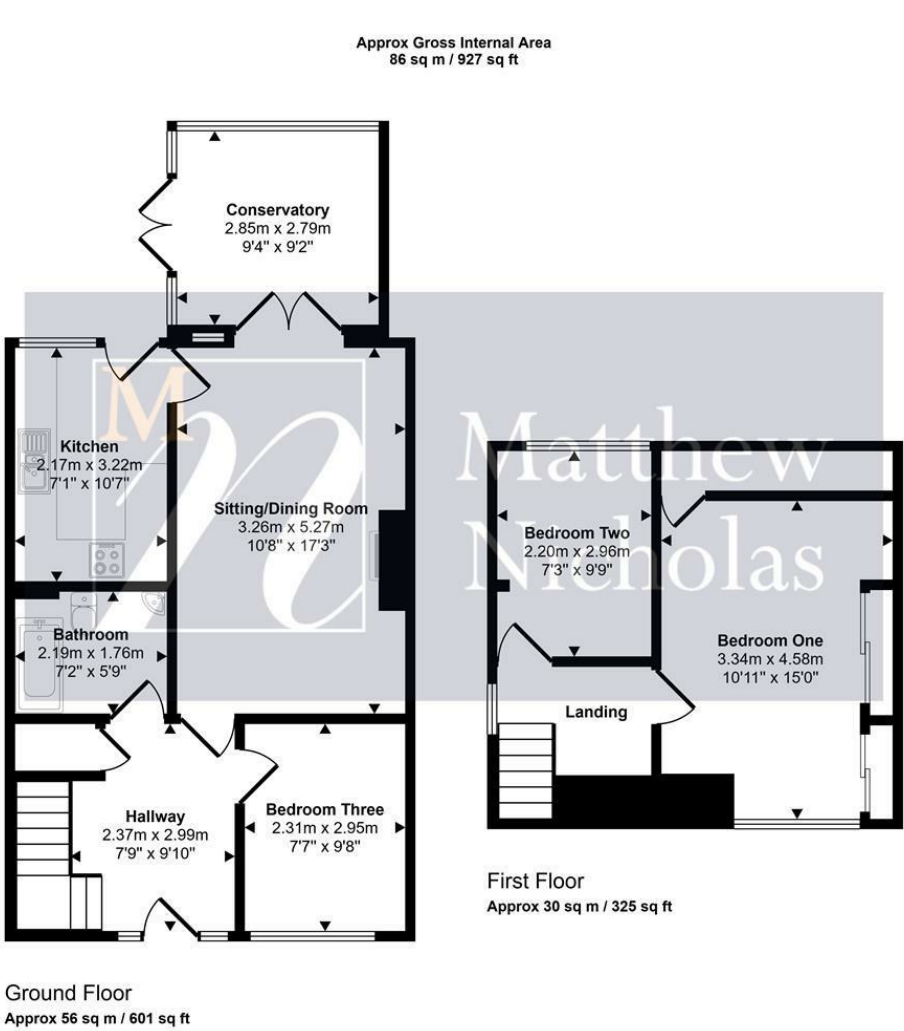 Approx Gross Internal Area
86 sq m / 927 sq ft
Conservatory
2.85m x 2.79m
9'4" x 9'2"
M
n
Matthew
Nicholas
Kitchen
2.17m x 3.22m
7'1" x 10'7"
Sitting/Dining Room
3.26m x 5.27m
10'8" x 17'3"
Bedroom Two
2.20m x 2.96m
7'3" x 9'9"
Bathroom
2.19m x 1.76m
7'2" x 5'9"
Bedroom One
3.34m x 4.58m
10'11" x 15'0"
Landing
Hallway
2.37m x 2.99m
7'9" x 9'10"
Bedroom Three
2.31m x 2.95m
7'7" x 9'8"
First Floor
Approx 30 sq m / 325 sq ft
Ground Floor
Approx 56 sq m / 601 sq ft